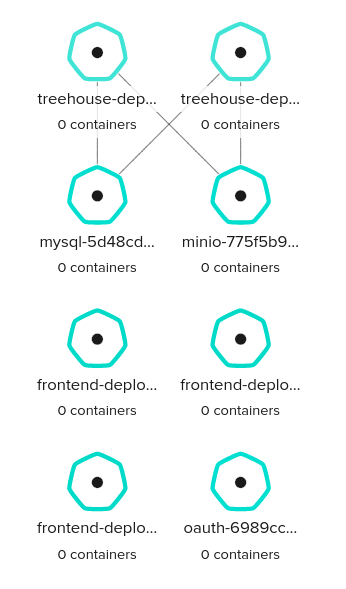 treehouse-dep... treehouse-dep...
0 containers 0 containers
mysql-5d48cd... minio-775f5b9...
0 containers 0 containers
frontend-deplo... frontend-deplo...
0 containers 0 containers
frontend-deplo... oauth-6989cc...
0 containers 0 containers